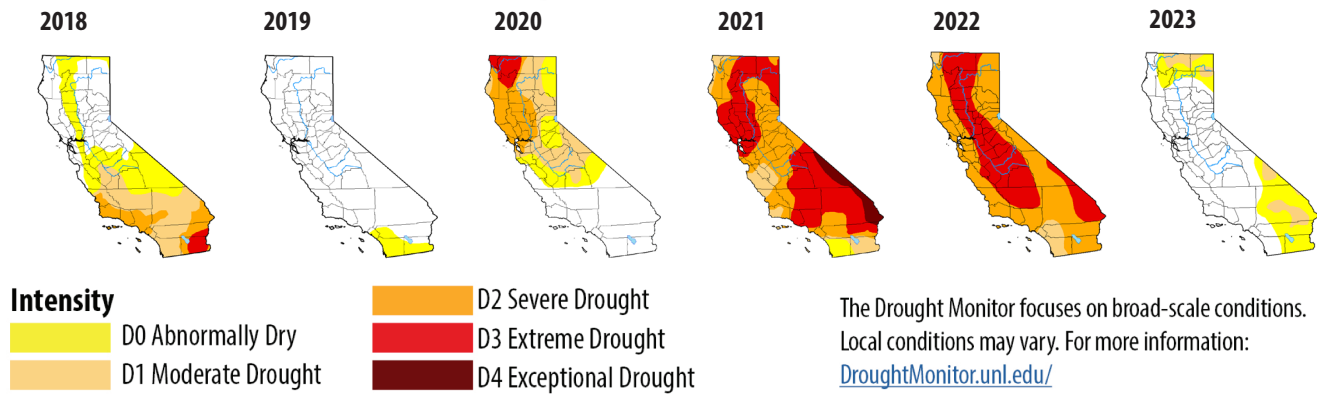 2018
2019
2020
2021
2022
2023
Intensity
D0 Abnormally Dry
D1 Moderate Drought
D2 Severe Drought
D3 Extreme Drought
D4 Exceptional Drought
The Drought Monitor focuses on broad-scale conditions.
Local conditions may vary. For more information:
DroughtMonitor.unl.edu/